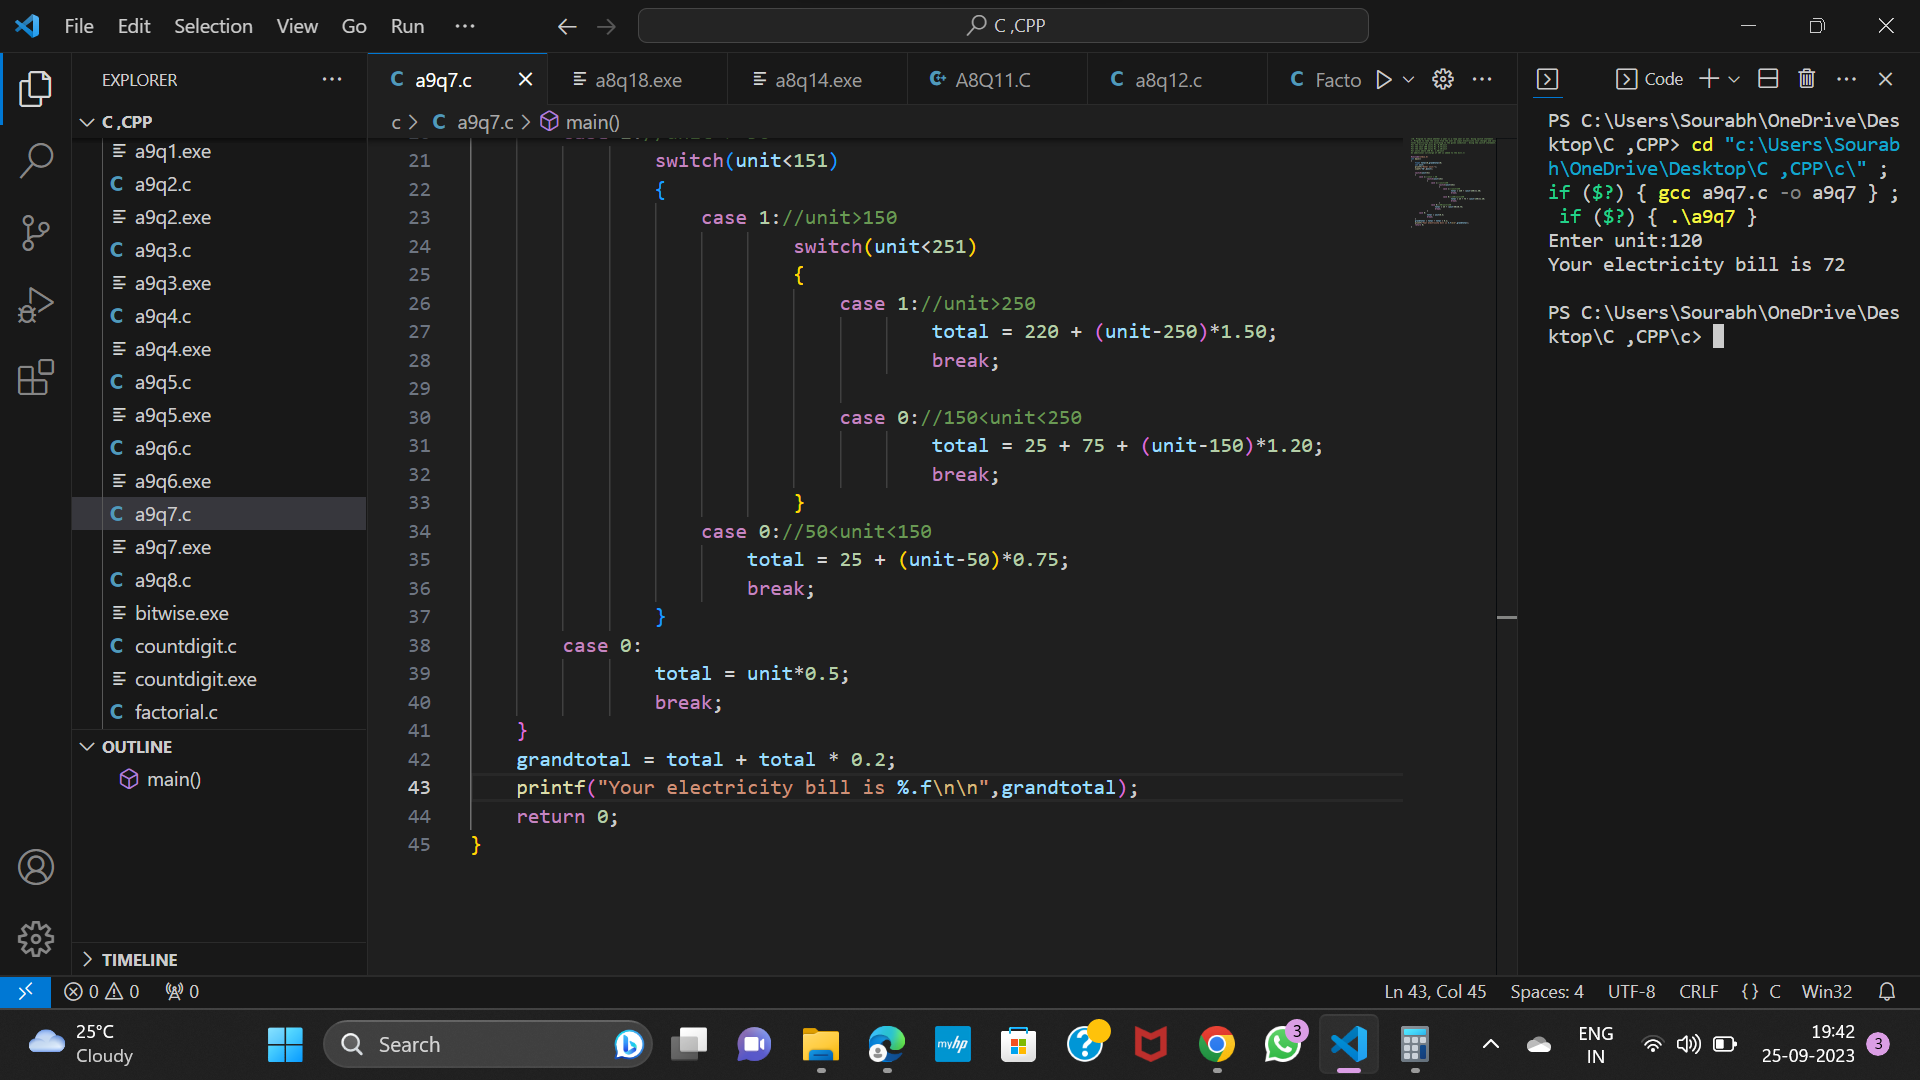 File Edit Selection View Go Run ···
C ,CPP
EXPLORER
C ,CPP
a9q1.exe
a9q2.c
a9q2.exe
a9q3.c
a9q3.exe
a9q4.c
a9q4.exe
a9q5.c
a9q5.exe
a9q6.c
a9q6.exe
a9q7.c
a9q7.exe
a9q8.c
bitwise.exe
countdigit.c
countdigit.exe
factorial.c
OUTLINE
main()
TIMELINE
a9q7.c a8q18.exe a8q14.exe A8Q11.C a8q12.c Facto
c > C a9q7.c > main()
21 switch(unit<151)
22 {
23 case 1://unit>150
24 switch(unit<251)
25 {
26 case 1://unit>250
27 total = 220 + (unit-250)*1.50;
28 break;
29
30 case 0://150<unit<250
31 total = 25 + 75 + (unit-150)*1.20;
32 break;
33 }
34 case 0://50<unit<150
35 total = 25 + (unit-50)*0.75;
36 break;
37 }
38 case 0:
39 total = unit*0.5;
40 break;
41 }
42 grandtotal = total + total * 0.2;
43 printf("Your electricity bill is %.f\n\n",grandtotal);
44 return 0;
45 }
Code
PS C:\Users\Sourabh\OneDrive\Des
ktop\C ,CPP> cd "c:\Users\Sourab
h\OneDrive\Desktop\C ,CPP\c\" ;
if ($?) { gcc a9q7.c -o a9q7 } ;
if ($?) { .\a9q7 }
Enter unit:120
Your electricity bill is 72
PS C:\Users\Sourabh\OneDrive\Des
ktop\C ,CPP\c>
0 0 0
Ln 43, Col 45 Spaces: 4 UTF-8 CRLF {} C Win32
25°C
Cloudy
Search
myhp
3
ENG
IN
19:42
25-09-2023
3